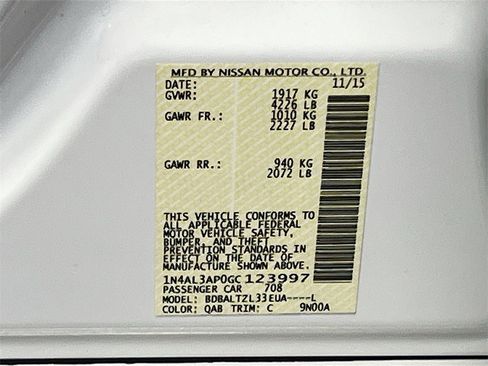 MFD BY NISSAN MOTOR CO., LTD.
DATE: 11/15
GVWR: 1917 KG
4226 LB
GAWR FR.: 1010 KG
2227 LB
GAWR RR.: 940 KG
2072 LB
THIS VEHICLE CONFORMS TO
ALL APPLICABLE FEDERAL
MOTOR VEHICLE SAFETY,
BUMPER, AND THEFT
PREVENTION STANDARDS IN
EFFECT ON THE DATE OF
MANUFACTURE SHOWN ABOVE.
1N4AL3AP0GC123997
PASSENGER CAR 708
MODEL: BDBALTZL33EUA----L
COLOR: QAB TRIM: C 9N00A